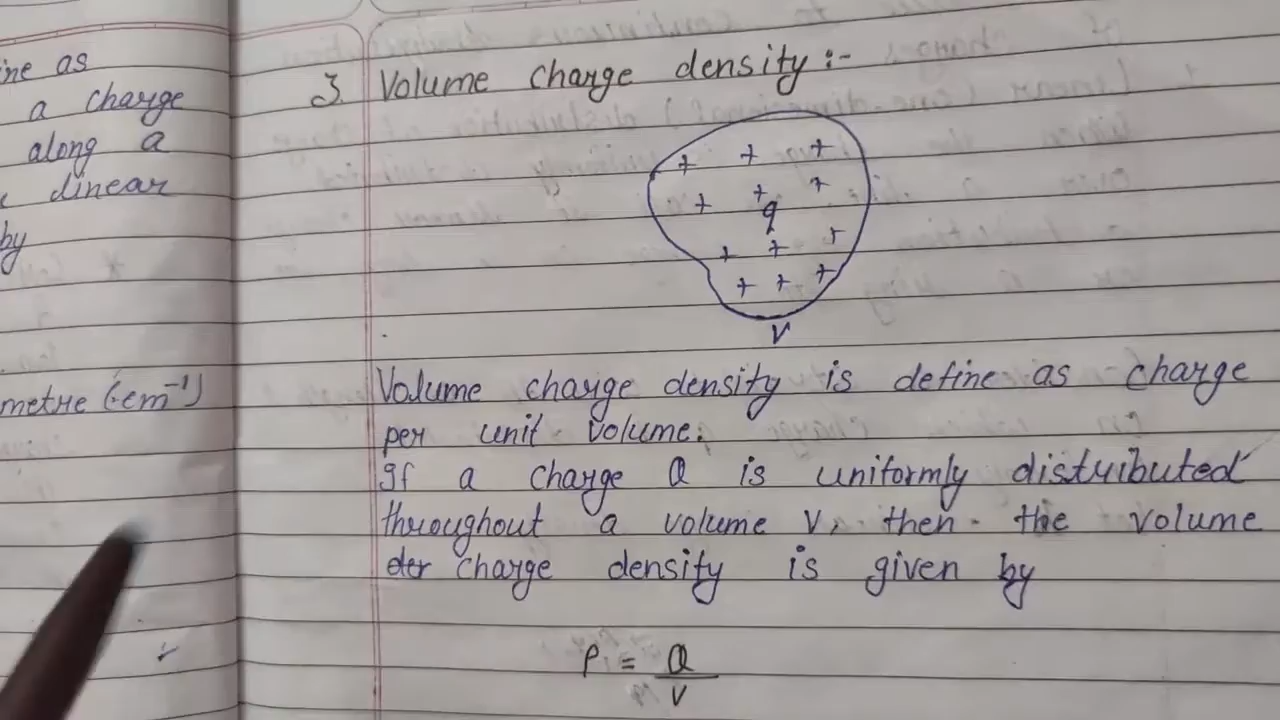 ine as
a charge
along a
linear
by
metre (cm⁻¹)
3. Volume charge density :-
+ + +
+ + +
q
+ + +
+ + +
V
Volume charge density is define as charge
per unit volume.
If a charge Q is uniformly distributed
throughout a volume V, then the volume
der charge density is given by
ρ = Q
V